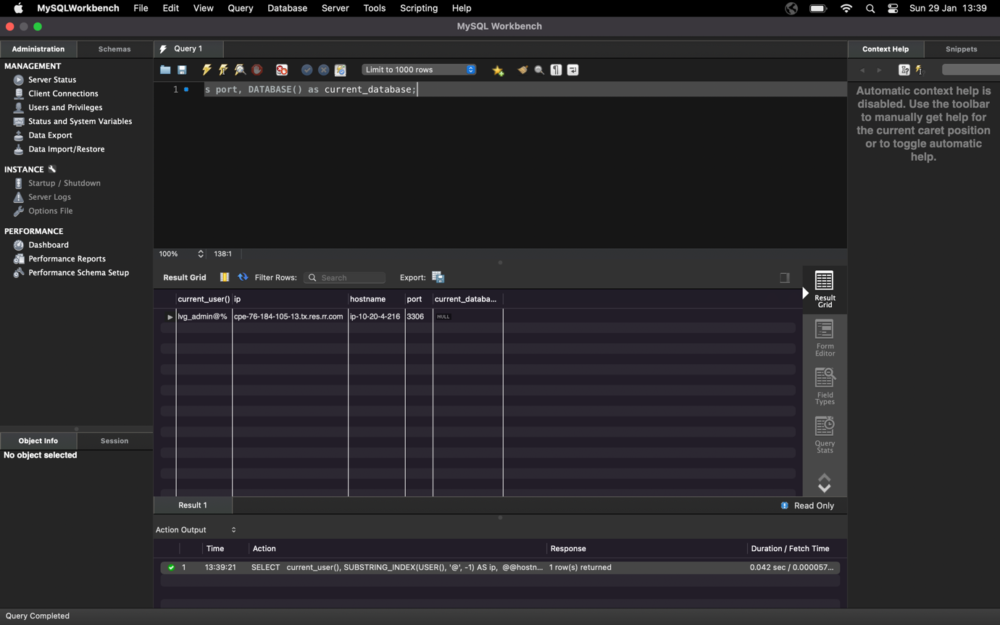 MySQLWorkbench File Edit View Query Database Server Tools Scripting Help Sun 29 Jan 13:39
MySQL Workbench
Administration Schemas Query 1 Context Help Snippets
MANAGEMENT
Server Status
Client Connections
Users and Privileges
Status and System Variables
Data Export
Data Import/Restore
INSTANCE
Startup / Shutdown
Server Logs
Options File
PERFORMANCE
Dashboard
Performance Reports
Performance Schema Setup
Object Info Session
No object selected
Limit to 1000 rows
1 s port, DATABASE() as current_database;
100% 138:1
Result Grid Filter Rows: Search Export:
current_user() ip hostname port current_databa...
lvg_admin@% cpe-76-184-105-13.tx.res.rr.com ip-10-20-4-216 3306 NULL
Result Grid
Form Editor
Field Types
Query Stats
Result 1 Read Only
Action Output
Time Action Response Duration / Fetch Time
1 13:39:21 SELECT current_user(), SUBSTRING_INDEX(USER(), '@', -1) AS ip, @@hostn... 1 row(s) returned 0.042 sec / 0.000057...
Automatic context help is
disabled. Use the toolbar
to manually get help for
the current caret position
or to toggle automatic
help.
Query Completed